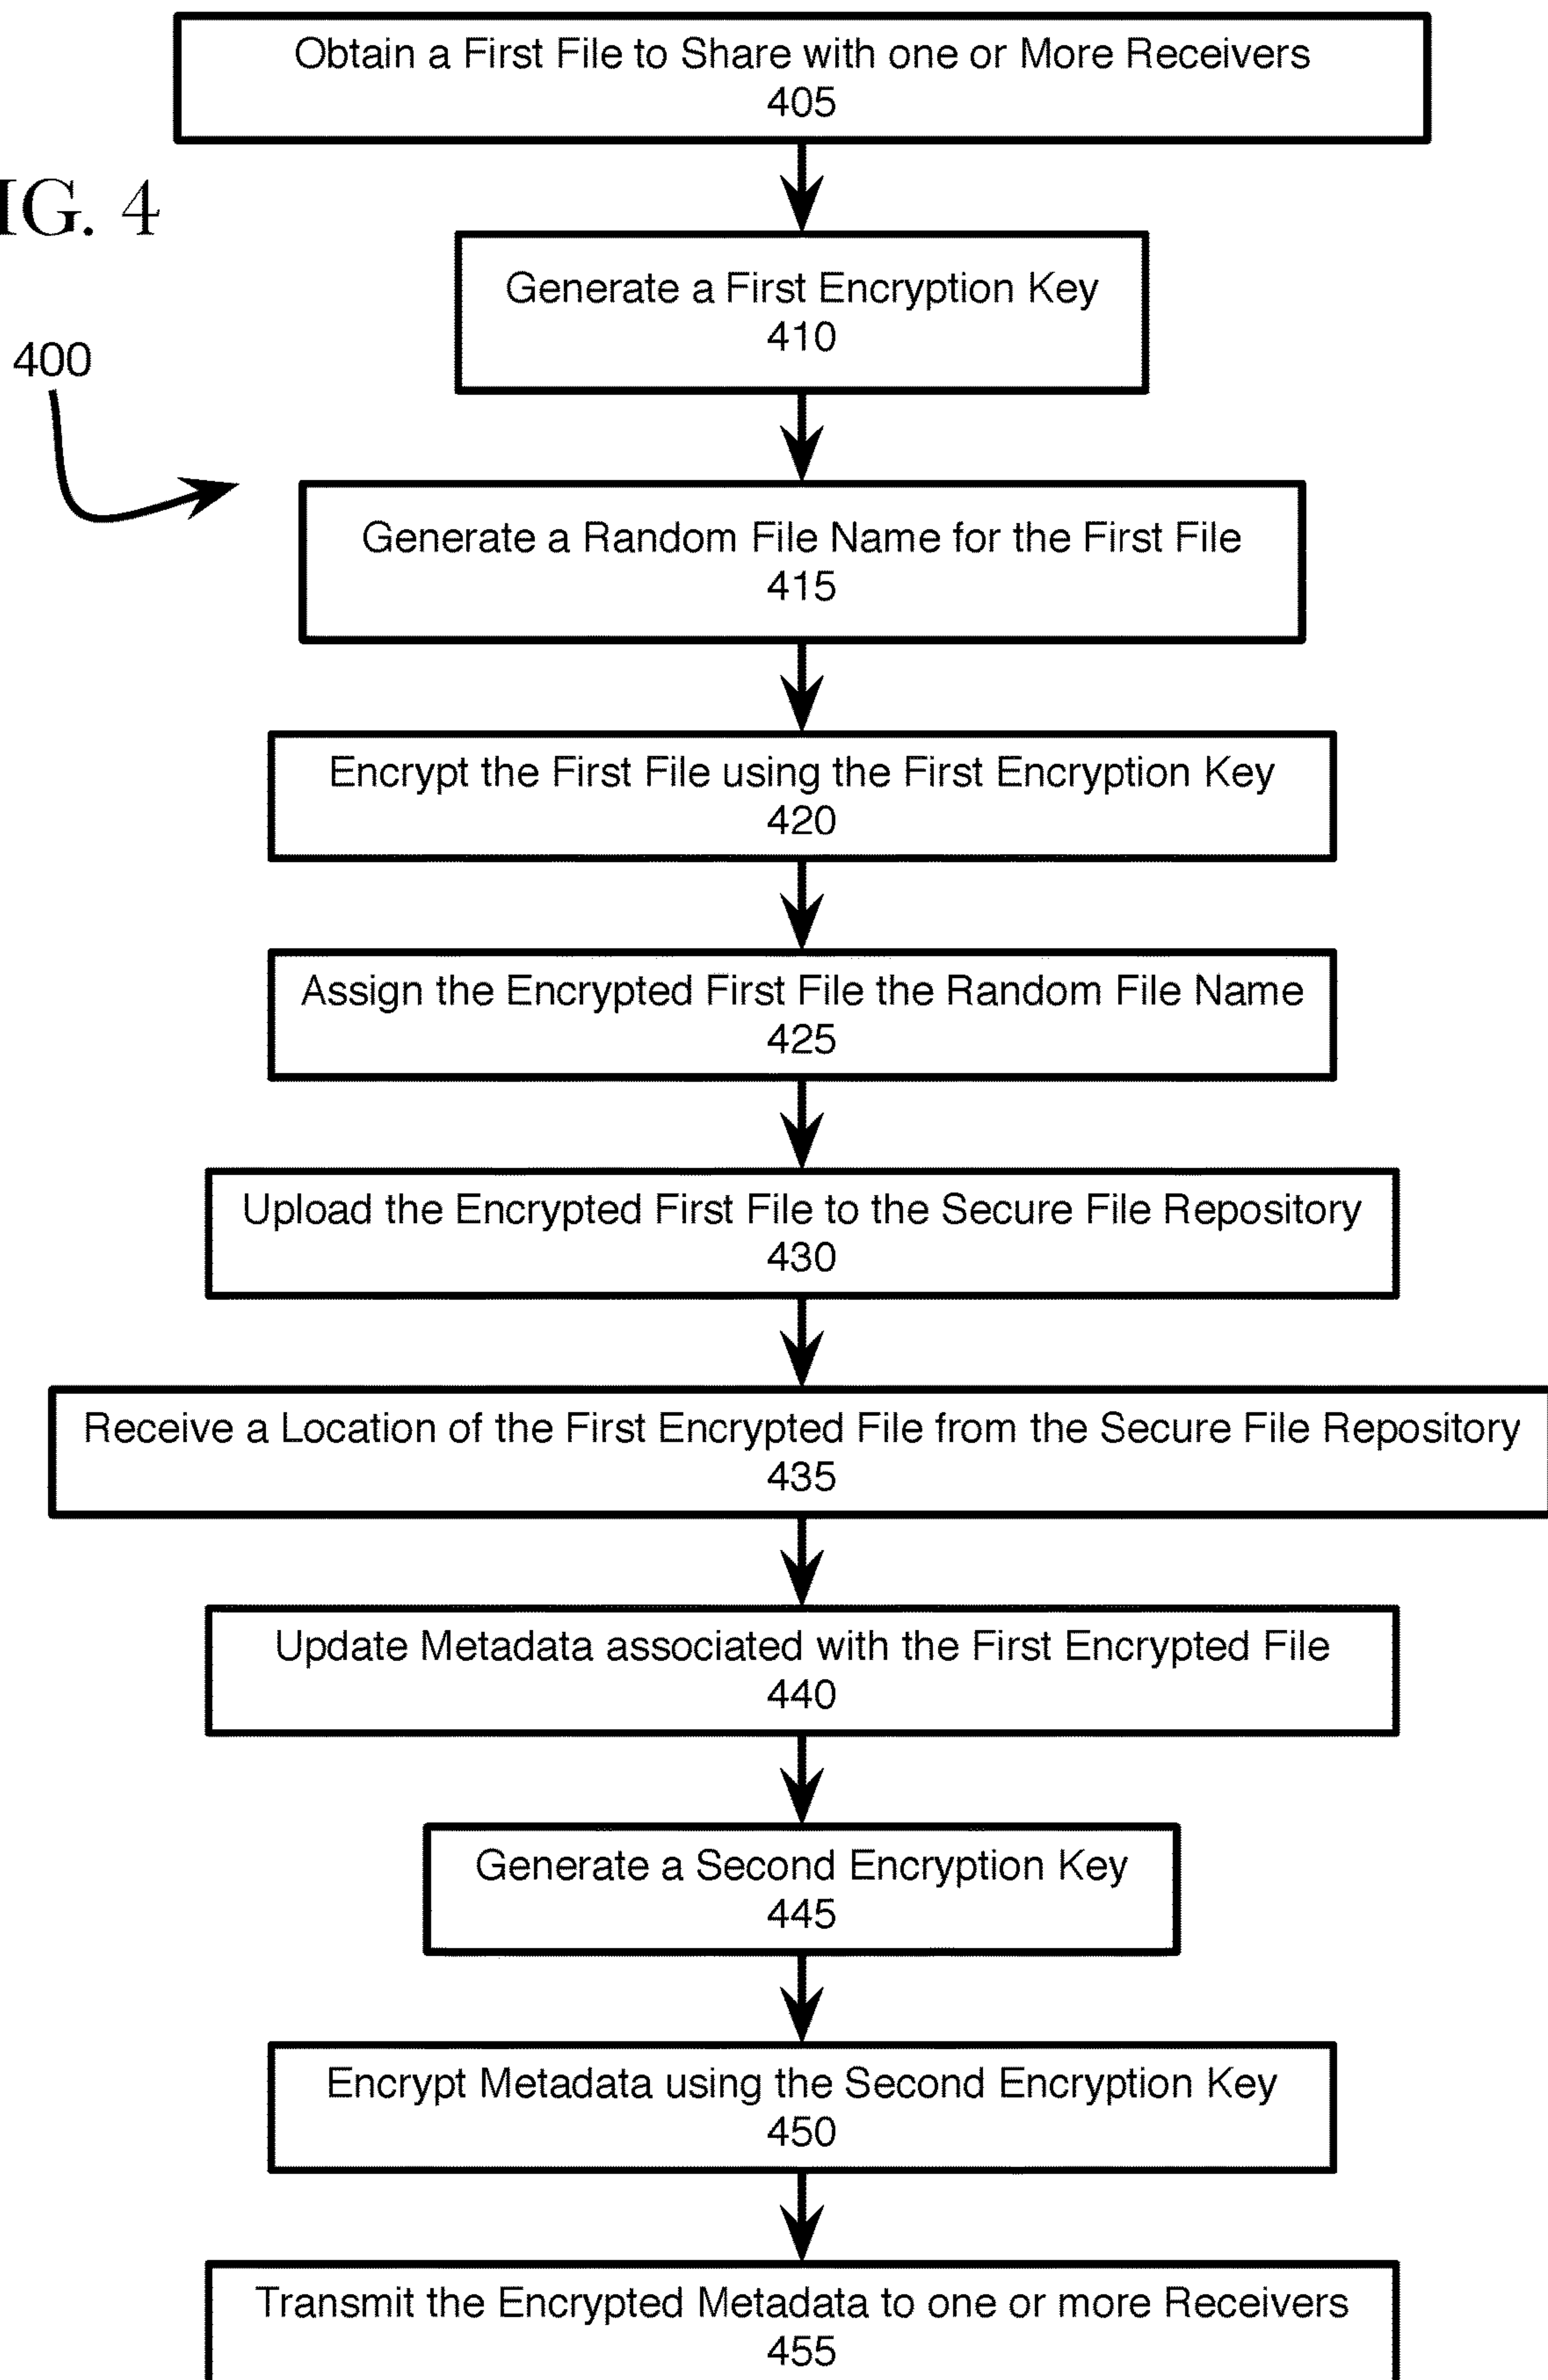 Obtain a First File to Share with one or More Receivers
405
IG. 4
Generate a First Encryption Key
410
400
Generate a Random File Name for the First File
415
Encrypt the First File using the First Encryption Key
420
Assign the Encrypted First File the Random File Name
425
Upload the Encrypted First File to the Secure File Repository
430
Receive a Location of the First Encrypted File from the Secure File Repository
435
Update Metadata associated with the First Encrypted File
440
Generate a Second Encryption Key
445
Encrypt Metadata using the Second Encryption Key
450
Transmit the Encrypted Metadata to one or more Receivers
455